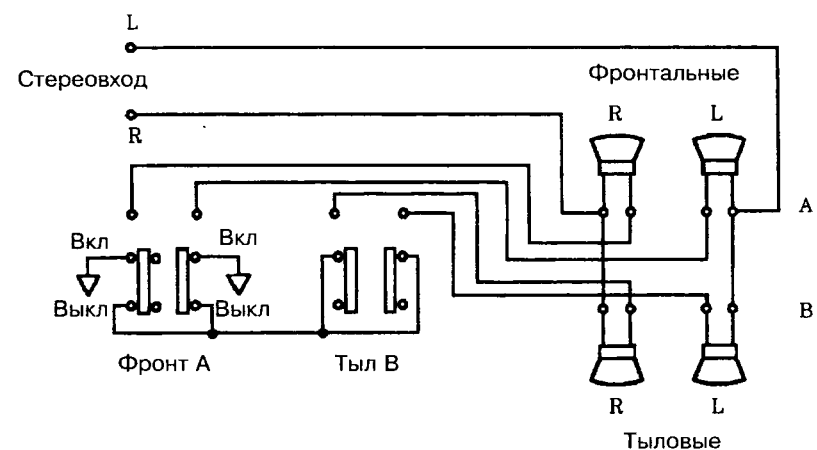 L
Стереовход
R
Фронтальные
R L
A
Вкл Вкл
Выкл Выкл
B
Фронт А Тыл В
R L
Тыловые